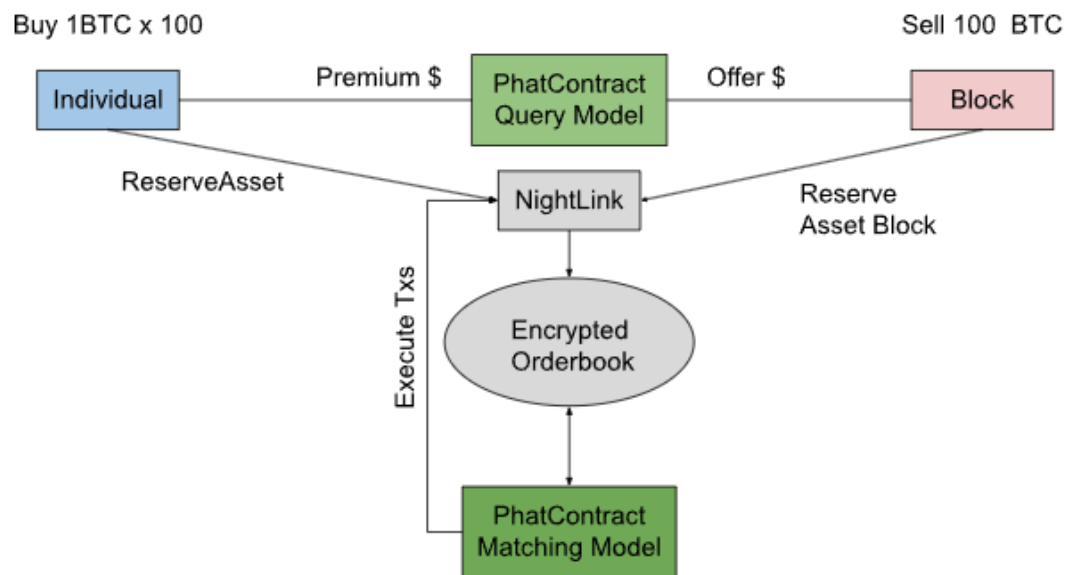 Buy 1BTC x 100
Sell 100 BTC
Individual
Premium $
PhatContract
Query Model
Offer $
Block
ReserveAsset
NightLink
Reserve
Asset Block
Execute Txs
Encrypted
Orderbook
PhatContract
Matching Model